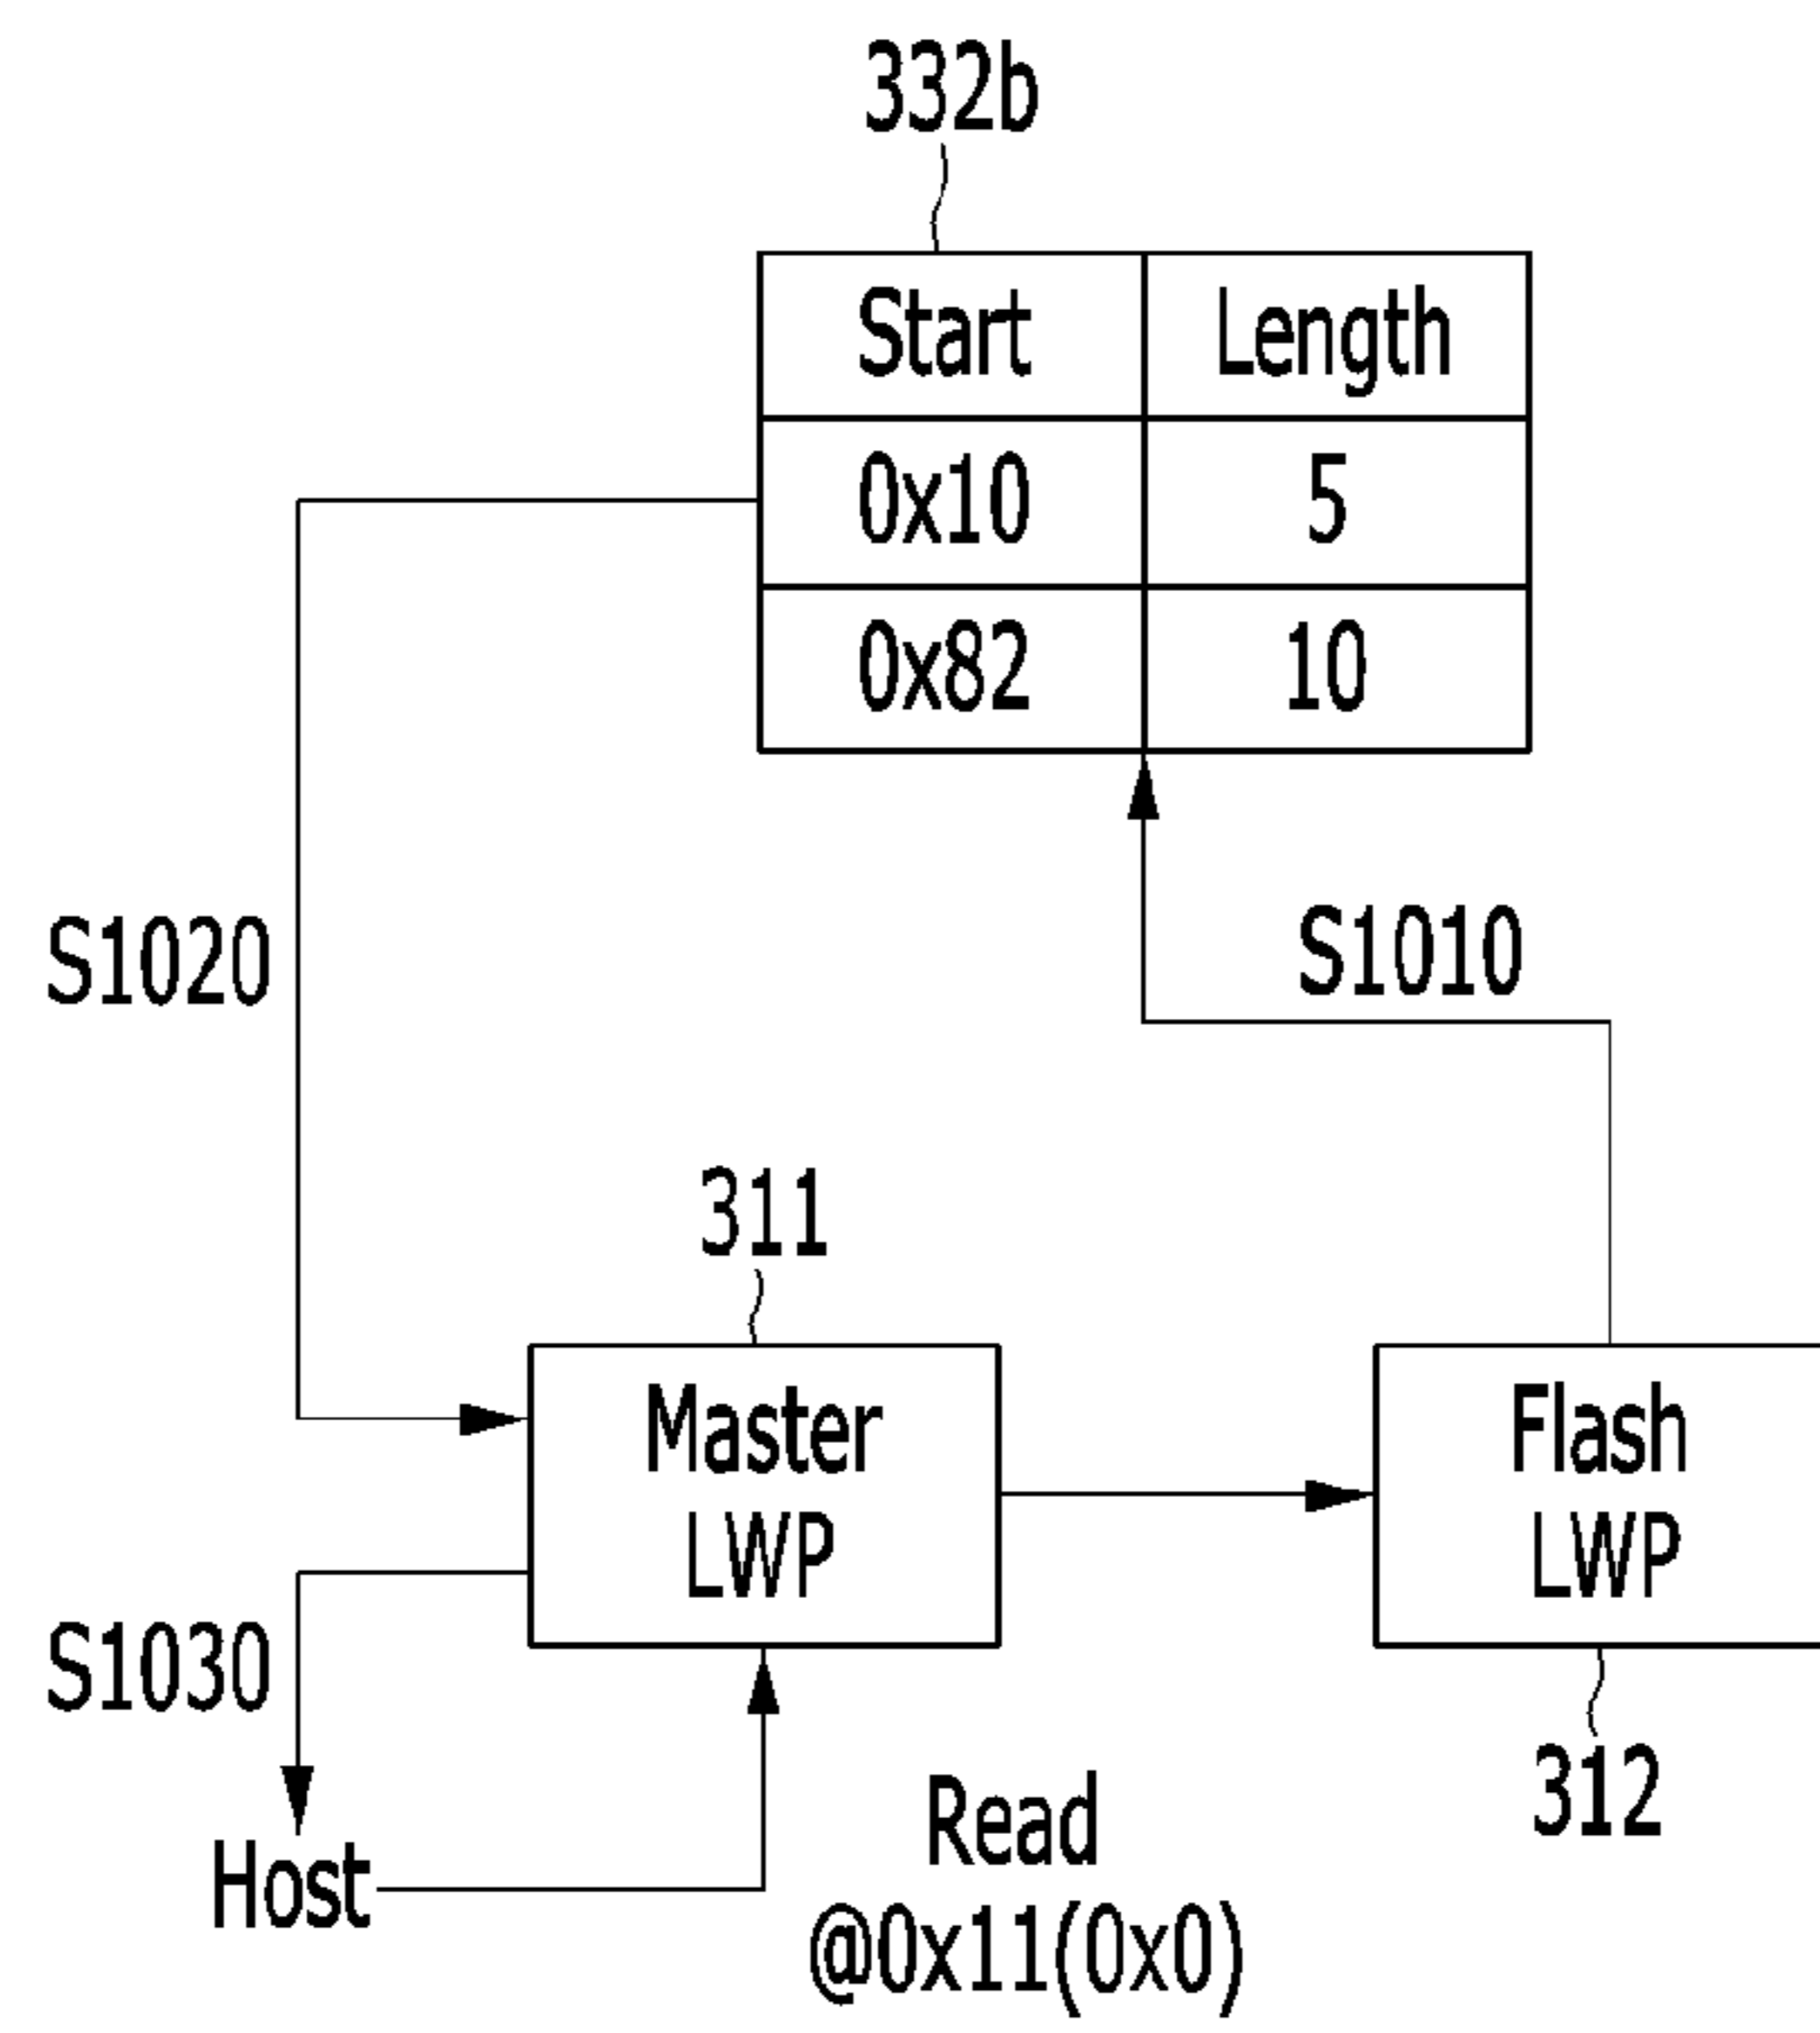 332b
Start Length
0x10 5
0x82 10
S1020
S1010
311
Master
LWP
Flash
LWP
S1030
312
Host
Read
@0x11(0x0)